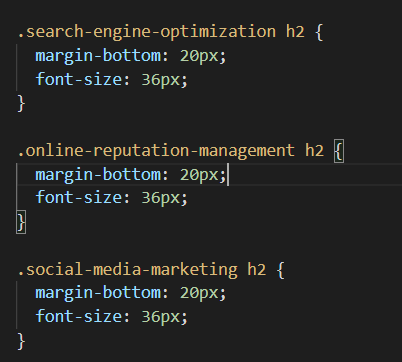 .search-engine-optimization h2 {
  margin-bottom: 20px;
  font-size: 36px;
}
.online-reputation-management h2 {
  margin-bottom: 20px;
  font-size: 36px;
}
.social-media-marketing h2 {
  margin-bottom: 20px;
  font-size: 36px;
}